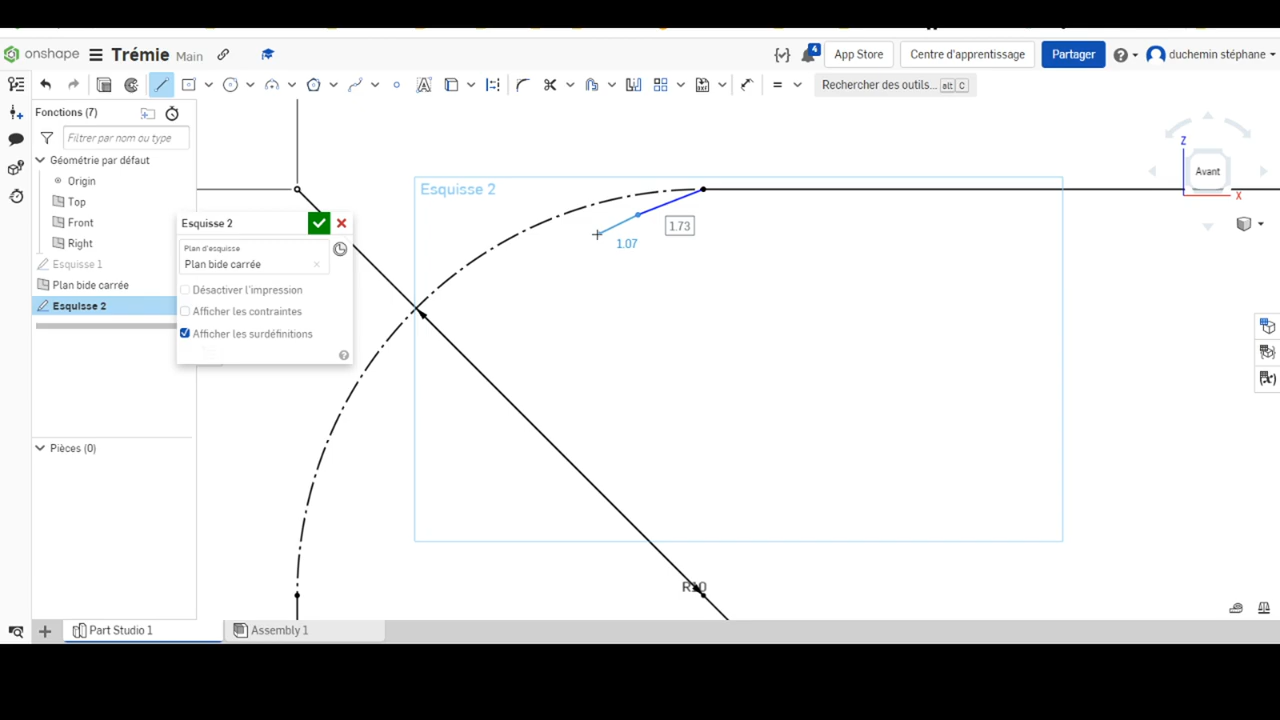 onshape Trémie Main
4 App Store Centre d'apprentissage Partager duchemin stéphane
Rechercher des outils... alt C
Fonctions (7)
Filtrer par nom ou type
Géométrie par défaut
Origin
Top
Front
Right
Esquisse 1
Plan bide carrée
Esquisse 2
Pièces (0)
Esquisse 2
Plan d'esquisse
Plan bide carrée
Désactiver l'impression
Afficher les contraintes
Afficher les surdéfinitions
Esquisse 2
1.73
1.07
R10
Z
Avant
X
Part Studio 1
Assembly 1